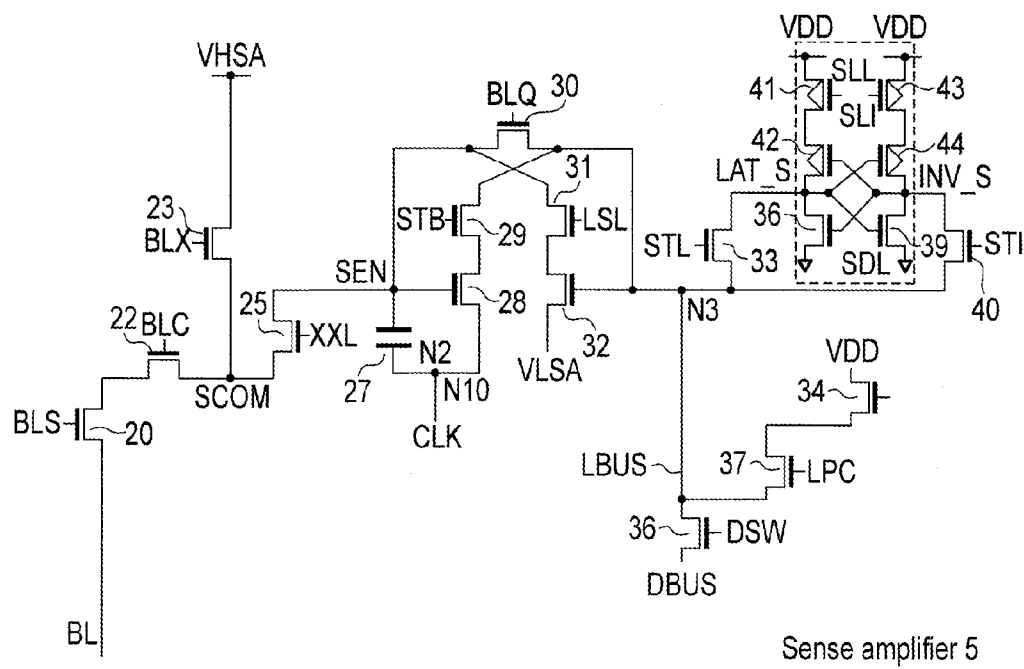 VDD VDD
VHSA
SLL
41 43
SLI
BLQ 30
42 44
LAT_S INV_S
31
23
BLX
STB 29 LSL
36 39
STL 33 SDL STI
40
SEN
28
N3
25
XXL
22 BLC
27 N2 N10
32
VLSA
VDD
34
SCOM
CLK
BLS 20
LBUS
37 LPC
36 DSW
DBUS
BL
Sense amplifier 5